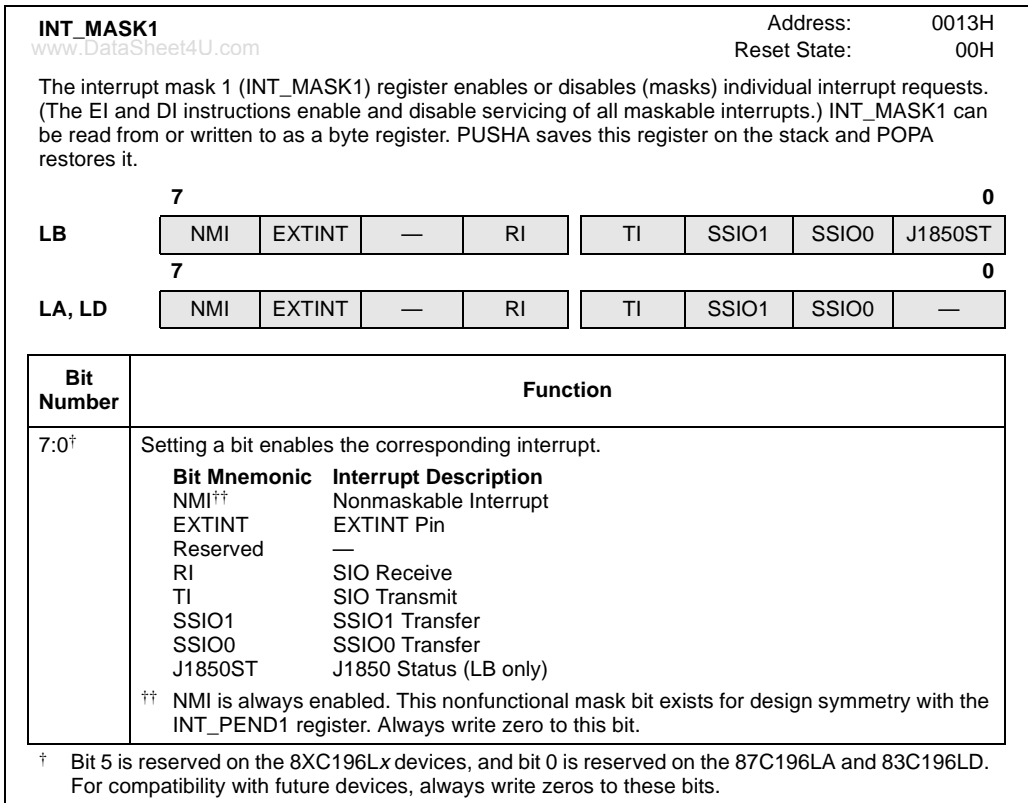 INT_MASK1 Address: 0013H
www.DataSheet4U.com Reset State: 00H
The interrupt mask 1 (INT_MASK1) register enables or disables (masks) individual interrupt requests.
(The EI and DI instructions enable and disable servicing of all maskable interrupts.) INT_MASK1 can
be read from or written to as a byte register. PUSHA saves this register on the stack and POPA
restores it.
7 0
LB NMI EXTINT — RI TI SSIO1 SSIO0 J1850ST
7 0
LA, LD NMI EXTINT — RI TI SSIO1 SSIO0 —
Bit
Number
Function
7:0† Setting a bit enables the corresponding interrupt.
Bit Mnemonic Interrupt Description
NMI†† Nonmaskable Interrupt
EXTINT EXTINT Pin
Reserved —
RI SIO Receive
TI SIO Transmit
SSIO1 SSIO1 Transfer
SSIO0 SSIO0 Transfer
J1850ST J1850 Status (LB only)
†† NMI is always enabled. This nonfunctional mask bit exists for design symmetry with the
INT_PEND1 register. Always write zero to this bit.
† Bit 5 is reserved on the 8XC196Lx devices, and bit 0 is reserved on the 87C196LA and 83C196LD.
For compatibility with future devices, always write zeros to these bits.